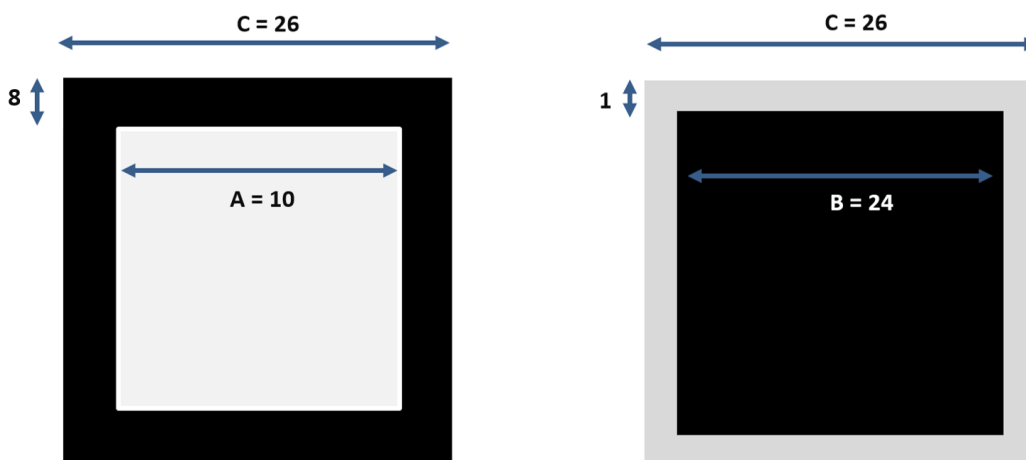 C = 26
8
A = 10
C = 26
1
B = 24